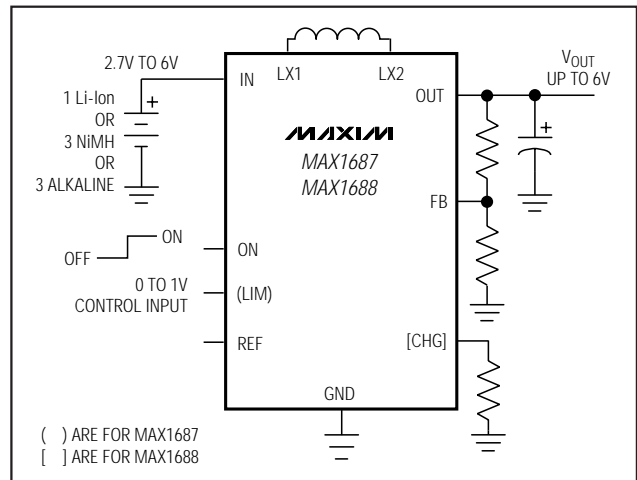 2.7V TO 6V
IN
LX1
LX2
OUT
VOUT
UP TO 6V
1 Li-Ion
OR
3 NiMH
OR
3 ALKALINE
+
+
MAXIM
MAX1687
MAX1688
FB
OFF
ON
ON
0 TO 1V
CONTROL INPUT
(LIM)
REF
[CHG]
GND
( ) ARE FOR MAX1687
[ ] ARE FOR MAX1688